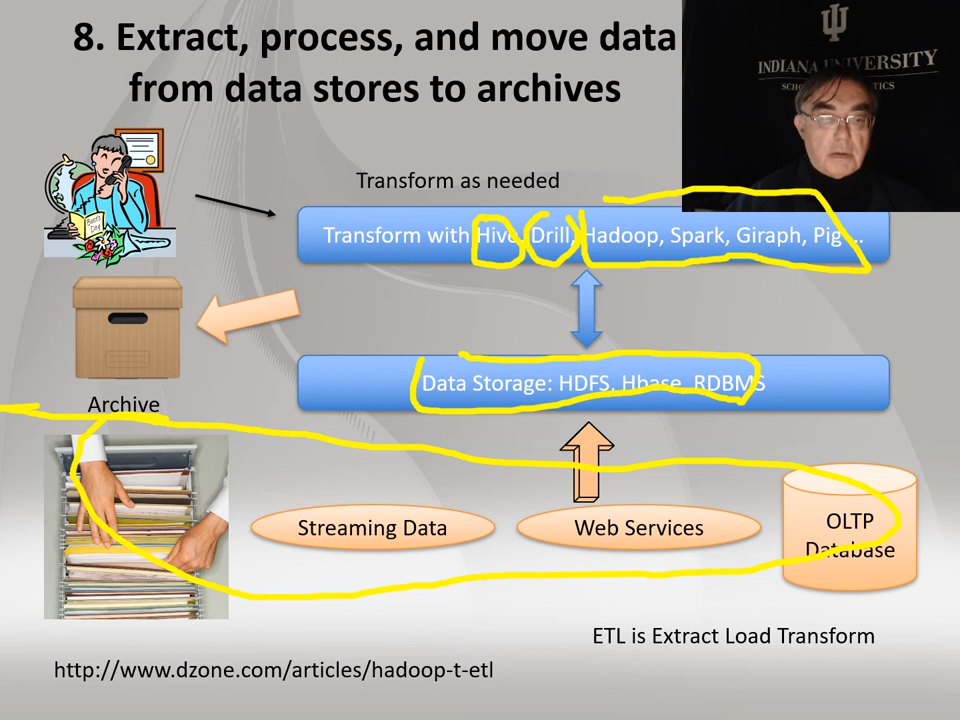 8. Extract, process, and move data
from data stores to archives
INDIANA UNIVERSITY
Transform as needed
Transform with Hive, Drill, Hadoop, Spark, Giraph, Pig ...
Data Storage: HDFS, Hbase, RDBMS
Archive
Streaming Data
Web Services
OLTP
Database
ETL is Extract Load Transform
http://www.dzone.com/articles/hadoop-t-etl